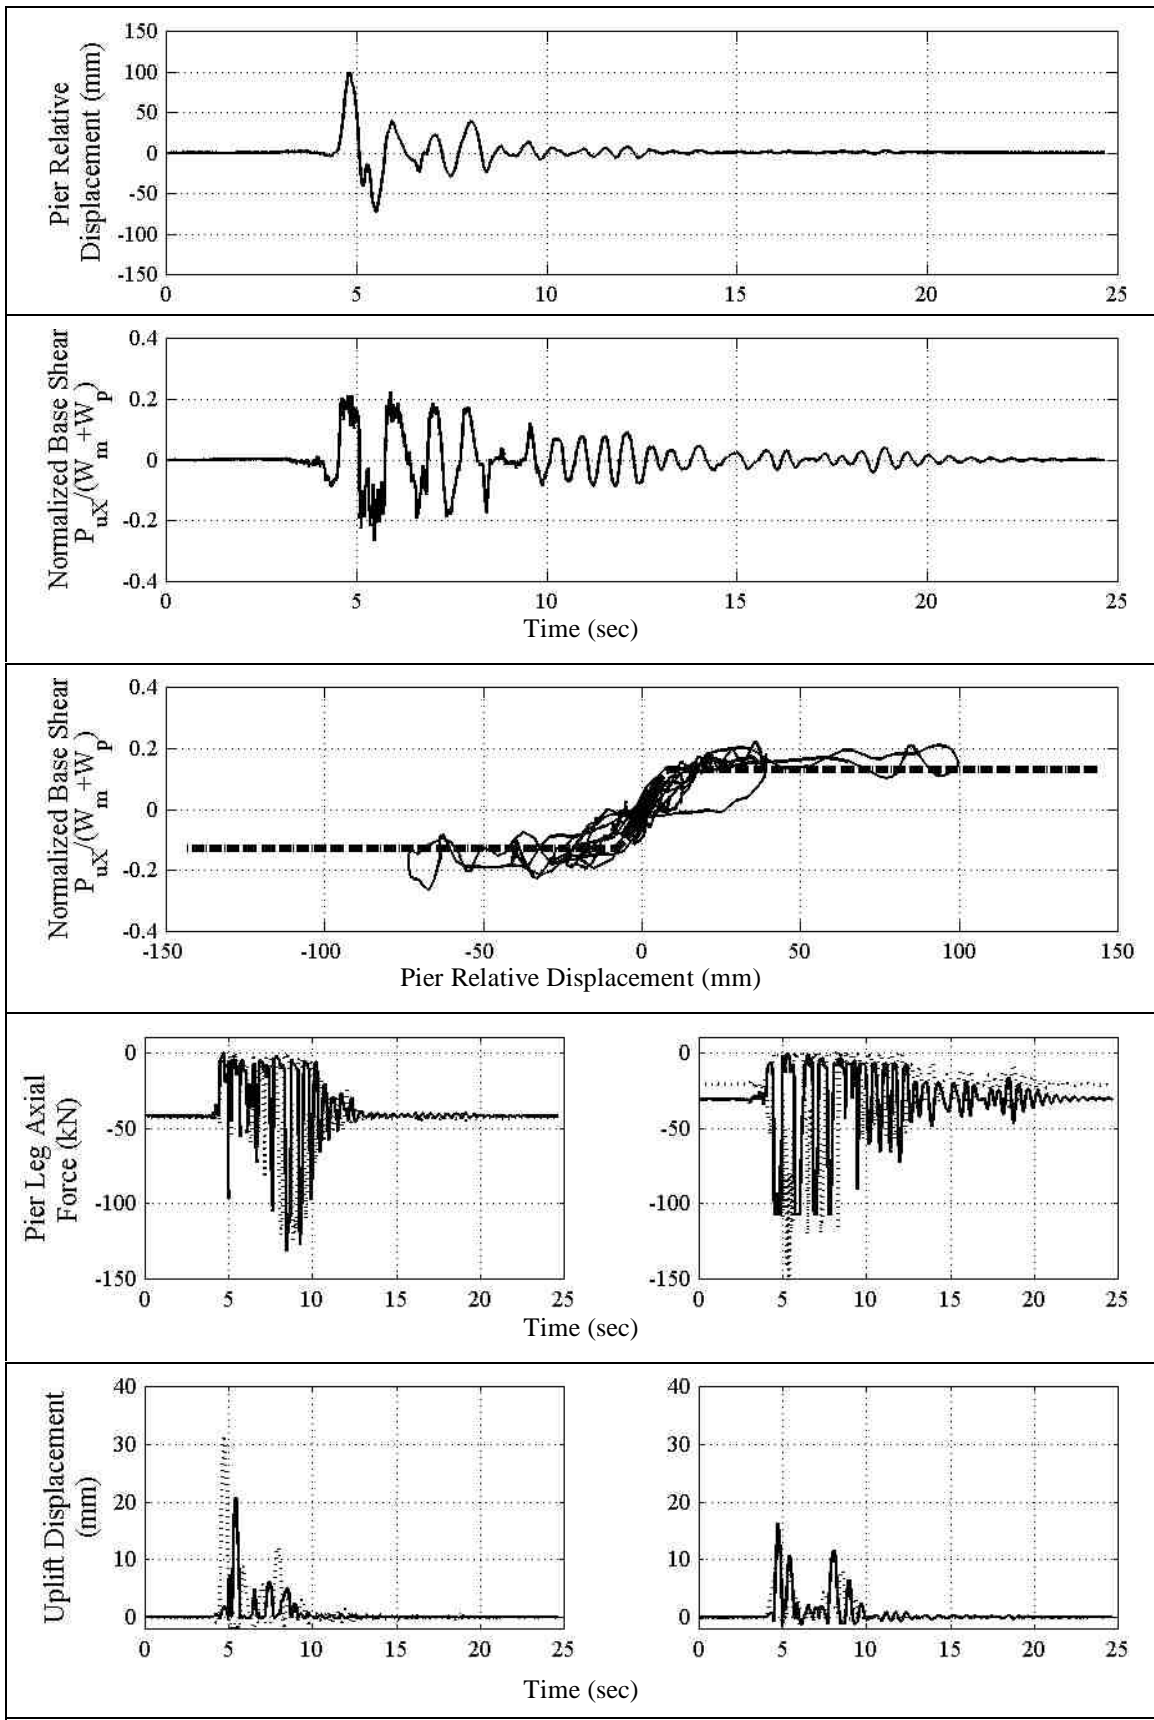 Pier Relative
Displacement (mm)
150
100
50
0
-50
-100
-150
0 5 10 15 20 25
Normalized Base Shear
PuX/(Wm+Wp)
0.4
0.2
0
-0.2
-0.4
0 5 10 15 20 25
Time (sec)
Normalized Base Shear
PuX/(Wm+Wp)
0.4
0.2
0
-0.2
-0.4
-150 -100 -50 0 50 100 150
Pier Relative Displacement (mm)
Pier Leg Axial
Force (kN)
0
-50
-100
-150
0 5 10 15 20 25
0
-50
-100
-150
0 5 10 15 20 25
Time (sec)
Uplift Displacement
(mm)
40
30
20
10
0
0 5 10 15 20 25
40
30
20
10
0
0 5 10 15 20 25
Time (sec)